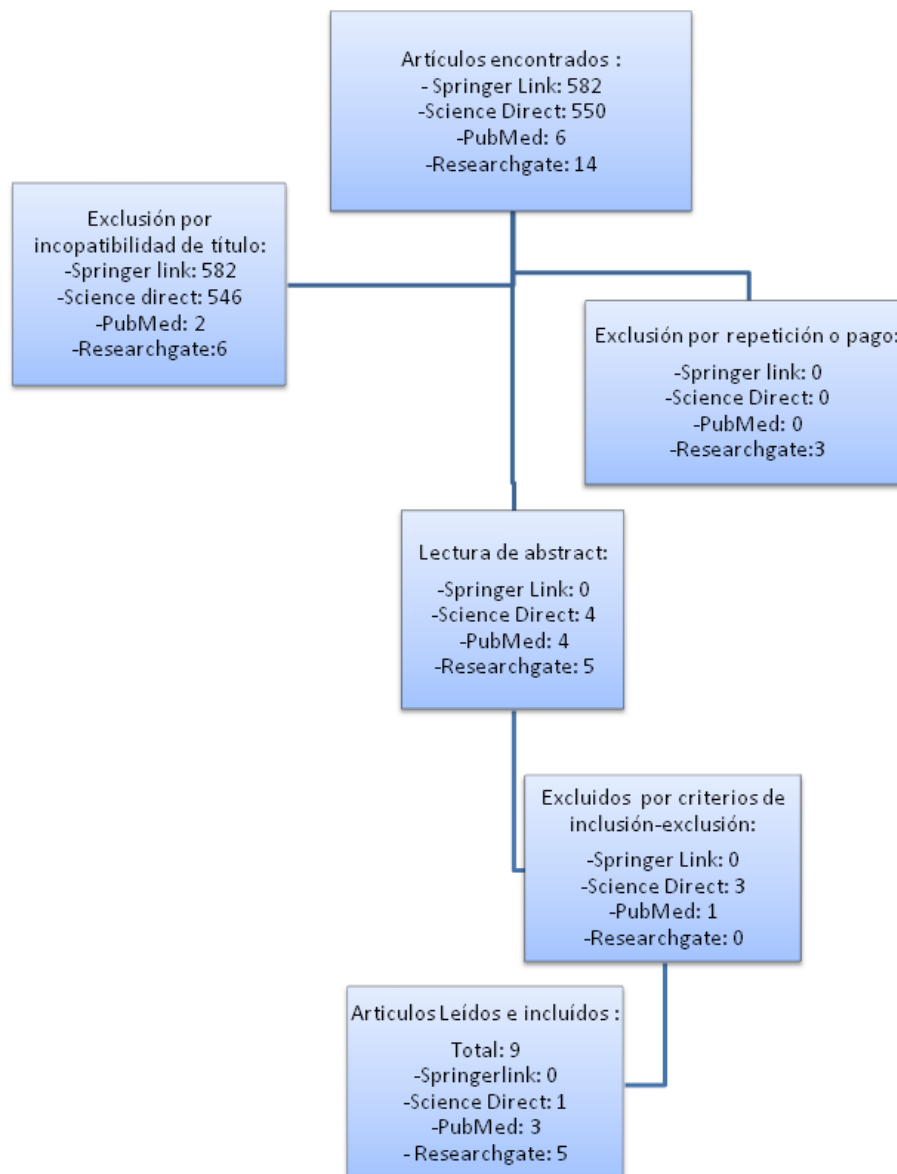 Artículos encontrados :
- Springer Link: 582
-Science Direct: 550
-PubMed: 6
-Researchgate: 14
Exclusión por
incopatibilidad de título:
-Springer link: 582
-Science direct: 546
-PubMed: 2
-Researchgate:6
Exclusión por repetición o pago:
-Springer link: 0
-Science Direct: 0
-PubMed: 0
-Researchgate:3
Lectura de abstract:
-Springer Link: 0
-Science Direct: 4
-PubMed: 4
-Researchgate: 5
Excluidos por criterios de
inclusión-exclusión:
-Springer Link: 0
-Science Direct: 3
-PubMed: 1
-Researchgate: 0
Articulos Leídos e incluídos :
Total: 9
-Springerlink: 0
-Science Direct: 1
-PubMed: 3
- Researchgate: 5